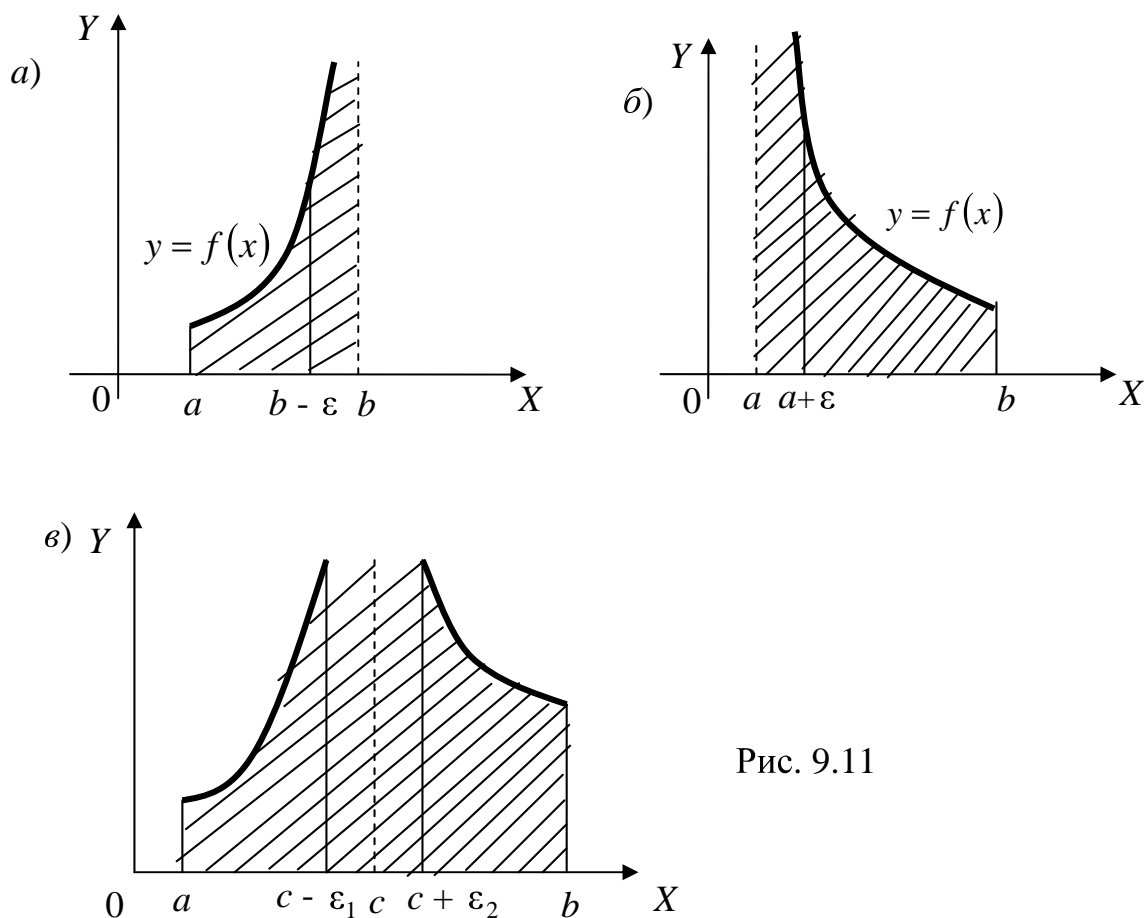 а)
Y
y = f(x)
0 a b - ε b X
б)
Y
y = f(x)
0 a a+ε b X
в) Y
0 a c - ε₁ c c + ε₂ b X
Рис. 9.11